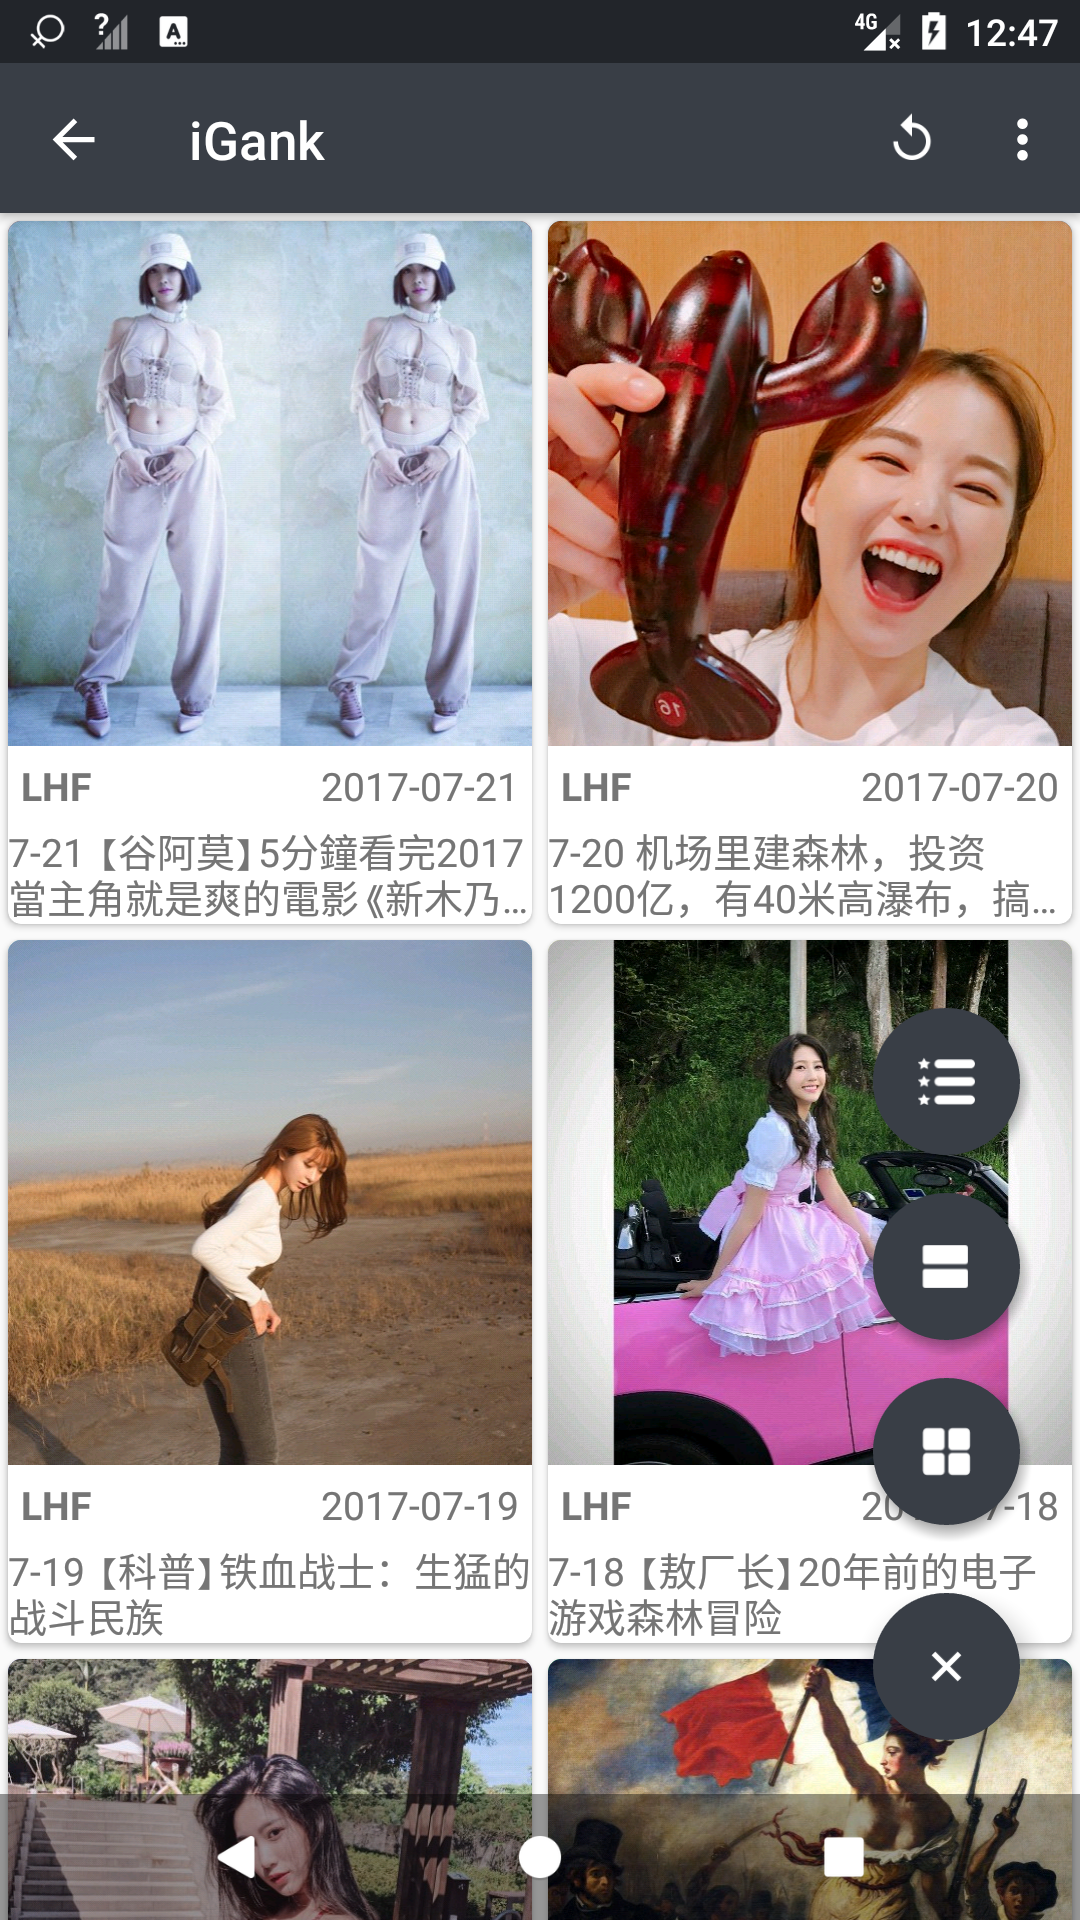 4G
12:47
iGank
16
LHF 2017-07-21
7-21【谷阿莫】5分鐘看完2017
當主角就是爽的電影《新木乃...
LHF 2017-07-20
7-20 机场里建森林，投资
1200亿，有40米高瀑布，搞...
LHF 2017-07-19
7-19【科普】铁血战士：生猛的
战斗民族
LHF 20 7-18
7-18【敖厂长】20年前的电子
游戏森林冒险